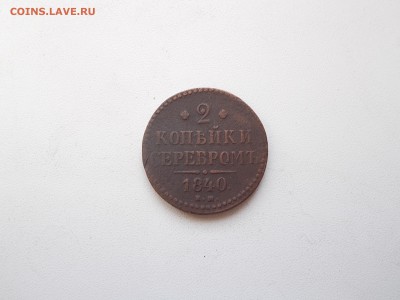 COINS.LAVE.RU
2
КОПѢЙКИ
СЕРЕБРОМЪ
1840.